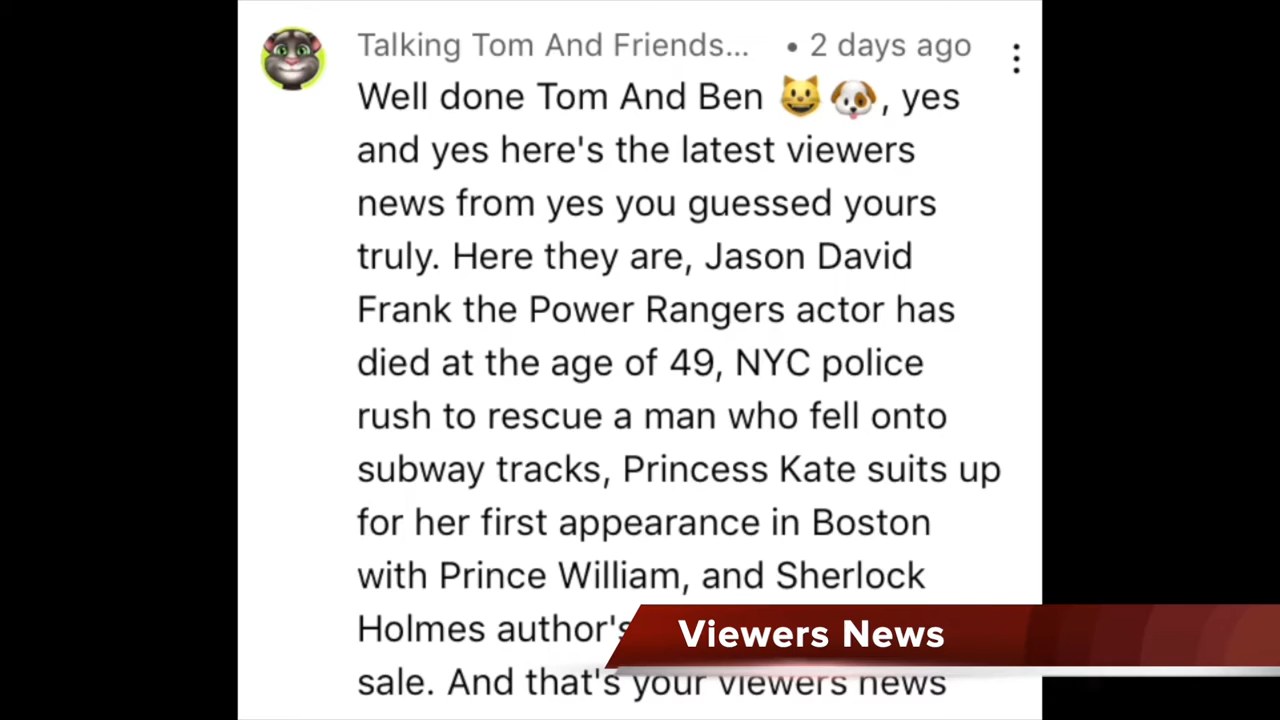 Talking Tom And Friends... • 2 days ago
Well done Tom And Ben 😺 🐶, yes
and yes here's the latest viewers
news from yes you guessed yours
truly. Here they are, Jason David
Frank the Power Rangers actor has
died at the age of 49, NYC police
rush to rescue a man who fell onto
subway tracks, Princess Kate suits up
for her first appearance in Boston
with Prince William, and Sherlock
Holmes author's
sale. And that's your viewers news
Viewers News